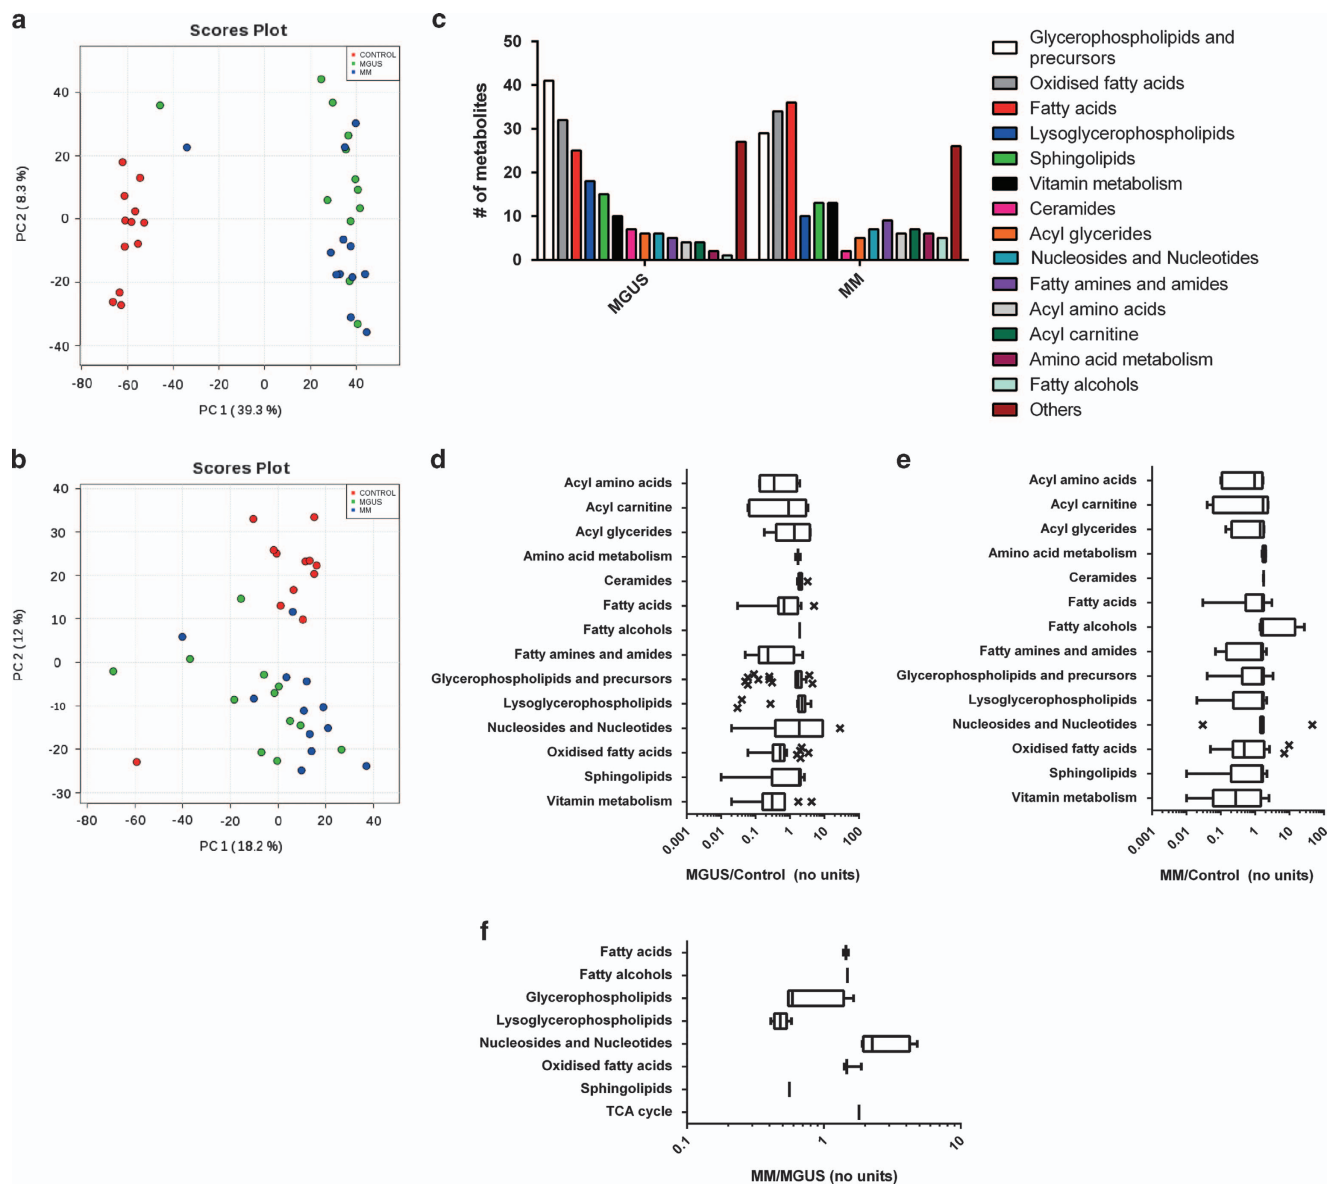 a
Scores Plot
CONTROL
MGUS
MM
40
20
0
-20
-40
PC 2 ( 8.3 %)
-80 -60 -40 -20 0 20 40
PC 1 ( 39.3 %)
b
Scores Plot
CONTROL
MGUS
MM
40
30
20
10
0
-10
-20
-30
PC 2 ( 12 %)
-80 -60 -40 -20 0 20 40
PC 1 ( 18.2 %)
c
50
40
30
20
10
0
# of metabolites
MGUS
MM
Glycerophospholipids and
precursors
Oxidised fatty acids
Fatty acids
Lysoglycerophospholipids
Sphingolipids
Vitamin metabolism
Ceramides
Acyl glycerides
Nucleosides and Nucleotides
Fatty amines and amides
Acyl amino acids
Acyl carnitine
Amino acid metabolism
Fatty alcohols
Others
d
Acyl amino acids
Acyl carnitine
Acyl glycerides
Amino acid metabolism
Ceramides
Fatty acids
Fatty alcohols
Fatty amines and amides
Glycerophospholipids and precursors
Lysoglycerophospholipids
Nucleosides and Nucleotides
Oxidised fatty acids
Sphingolipids
Vitamin metabolism
0.001 0.01 0.1 1 10 100
MGUS/Control (no units)
e
Acyl amino acids
Acyl carnitine
Acyl glycerides
Amino acid metabolism
Ceramides
Fatty acids
Fatty alcohols
Fatty amines and amides
Glycerophospholipids and precursors
Lysoglycerophospholipids
Nucleosides and Nucleotides
Oxidised fatty acids
Sphingolipids
Vitamin metabolism
0.001 0.01 0.1 1 10 100
MM/Control (no units)
f
Fatty acids
Fatty alcohols
Glycerophospholipids
Lysoglycerophospholipids
Nucleosides and Nucleotides
Oxidised fatty acids
Sphingolipids
TCA cycle
0.1 1 10
MM/MGUS (no units)